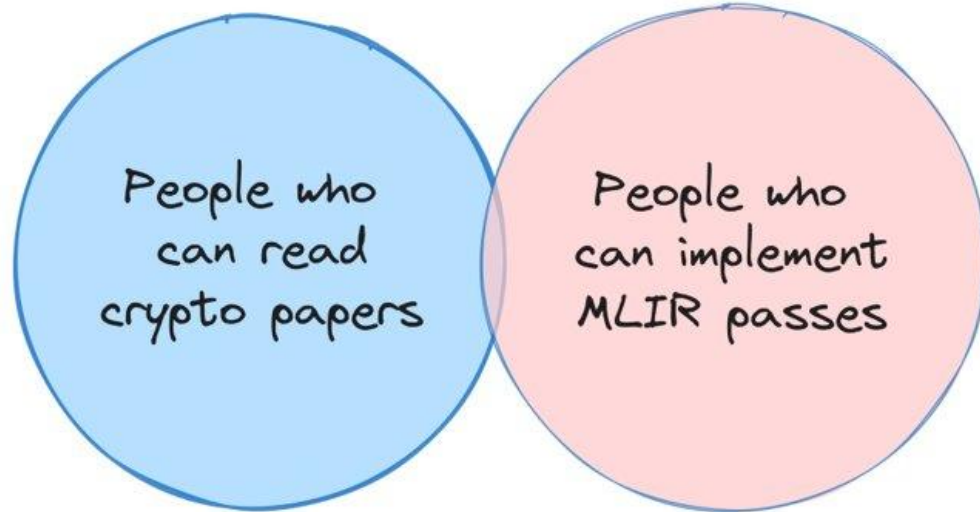 People who
can read
crypto papers
People who
can implement
MLIR passes